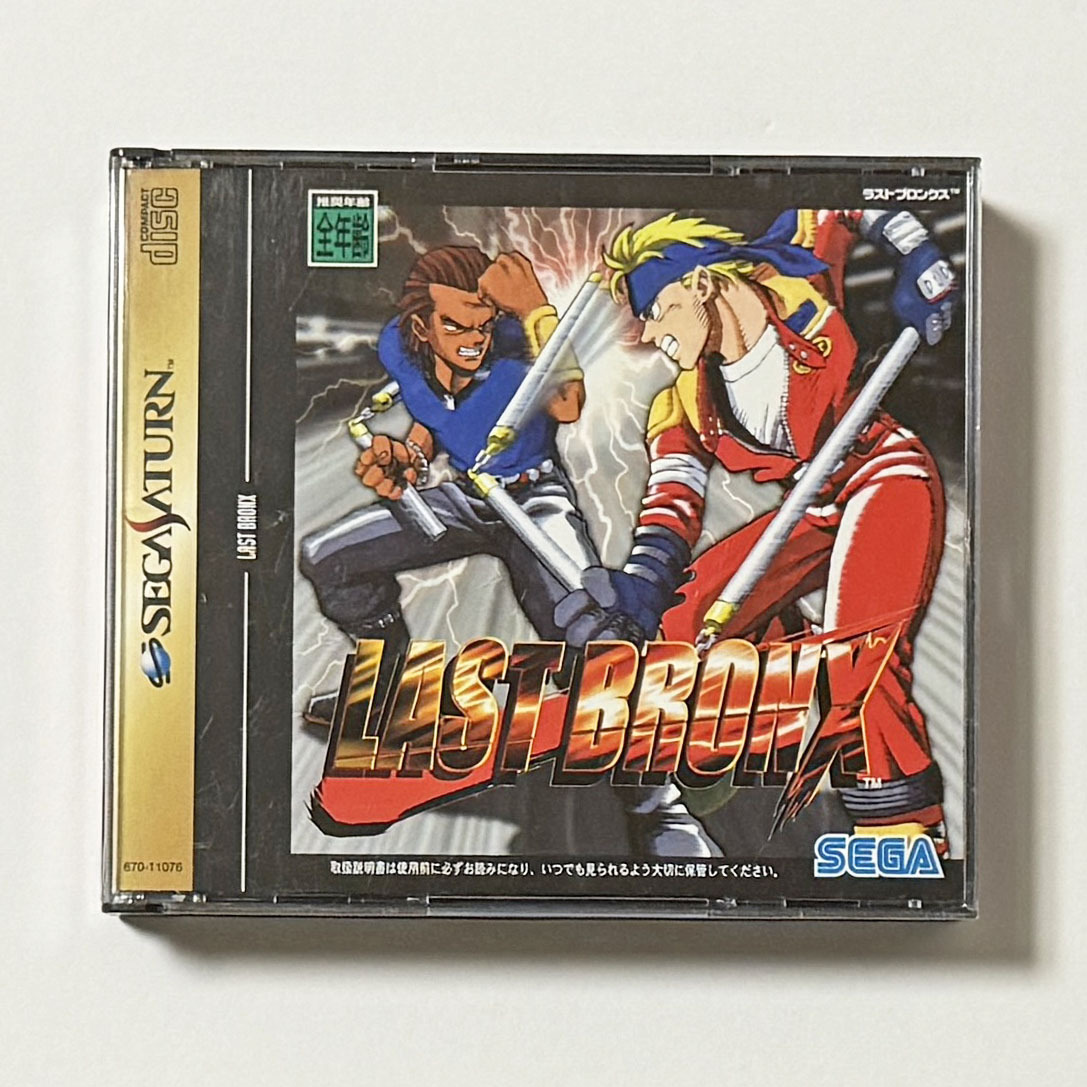 COMPACT
disc
SEGA SATURN™
670-11076
LAST BRONX
推奨年齢
全年齢
ラストブロンクス™
LAST BRONX™
SEGA
取扱説明書は使用前に必ずお読みになり、いつでも見られるよう大切に保管してください。